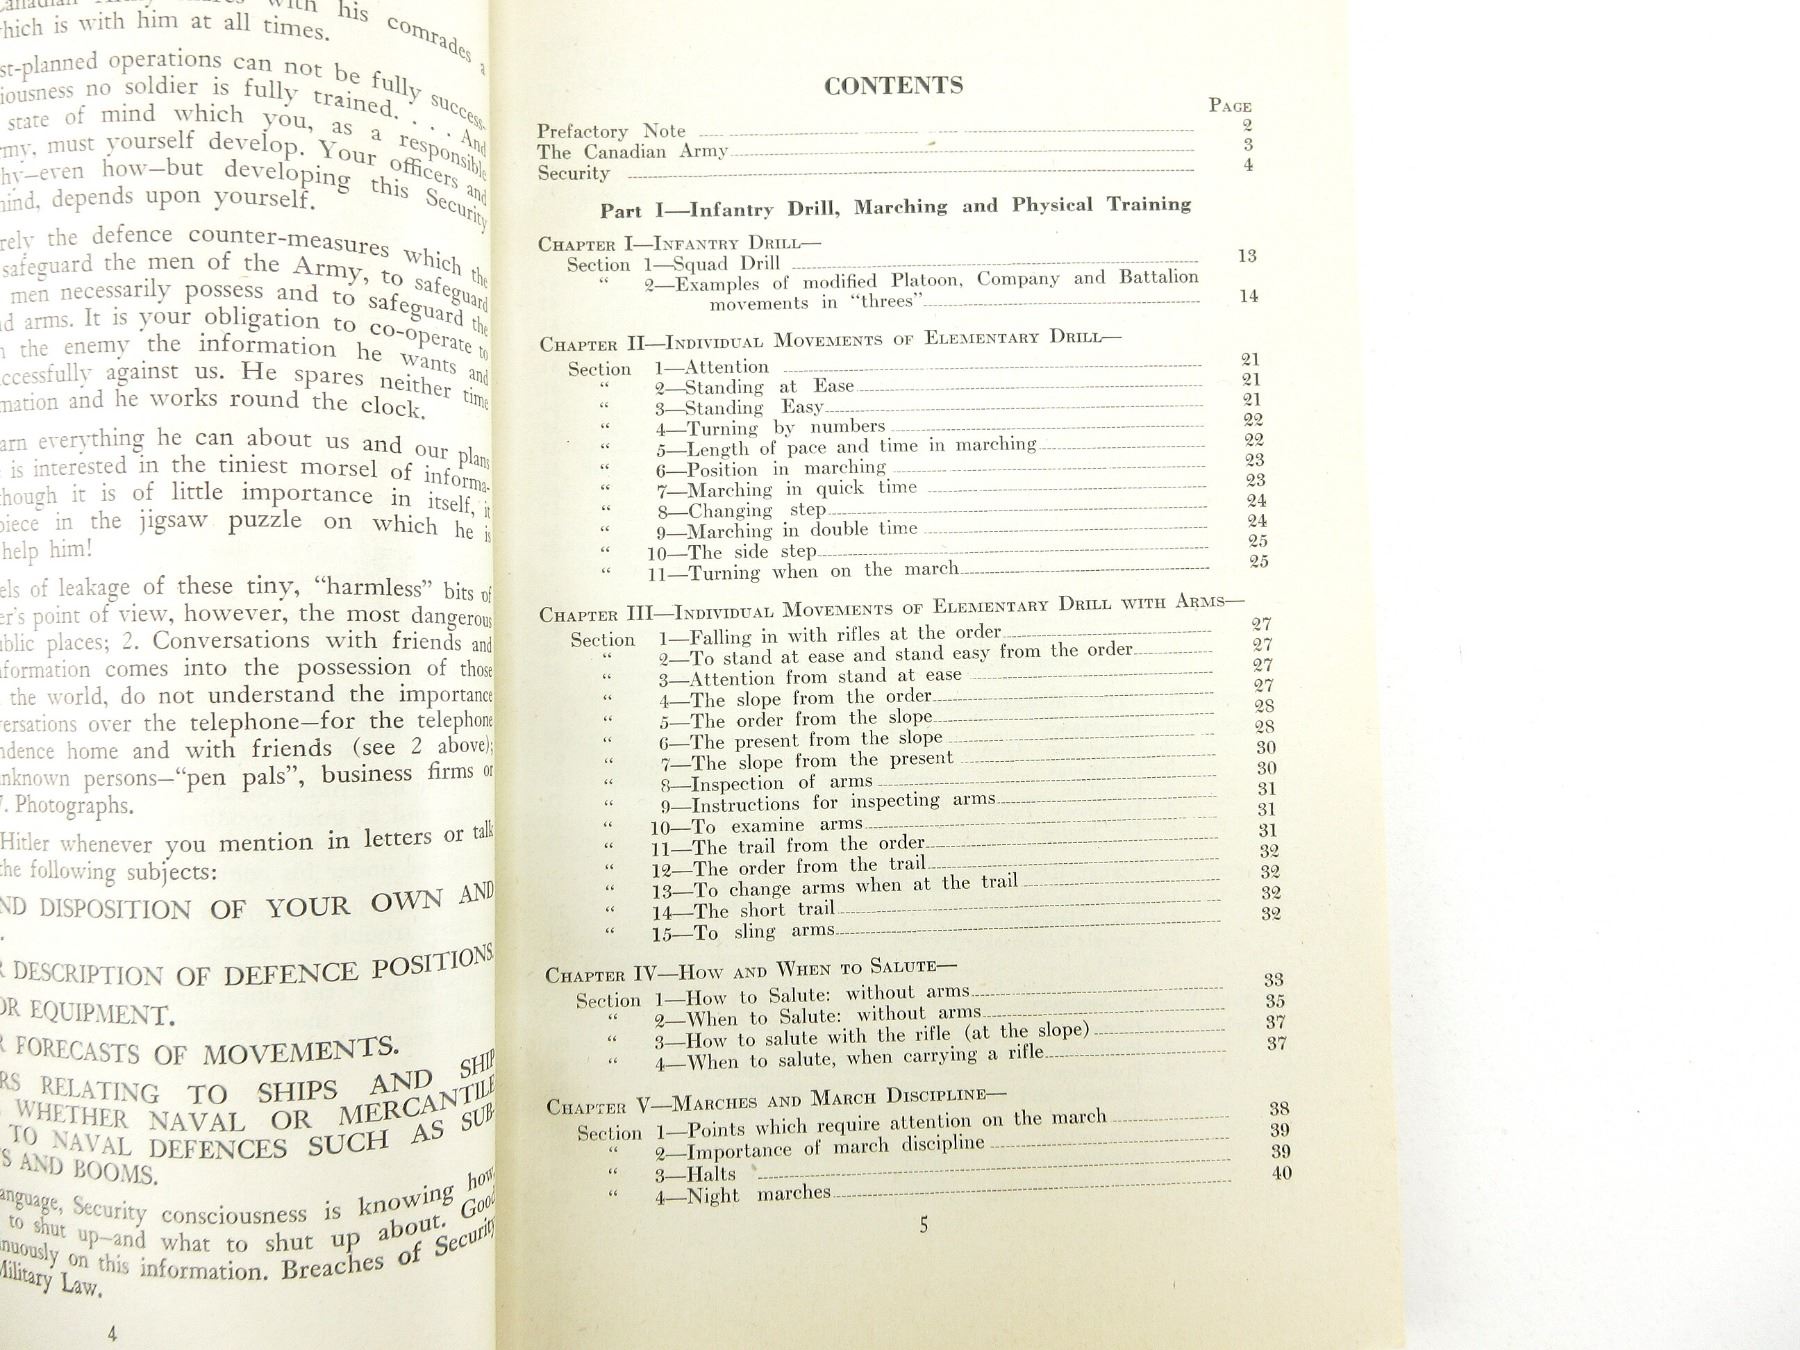 Canadian Army shares with his comrades a
which is with him at all times.
st-planned operations can not be fully success-
iousness no soldier is fully trained. . . . And
state of mind which you, as a responsible
my, must yourself develop. Your officers and
hy—even how—but developing this Security
mind, depends upon yourself.
rely the defence counter-measures which the
safeguard the men of the Army, to safeguard
men necessarily possess and to safeguard the
d arms. It is your obligation to co-operate to
the enemy the information he wants and
ccessfully against us. He spares neither time
mation and he works round the clock.
arn everything he can about us and our plans
is interested in the tiniest morsel of informa-
hough it is of little importance in itself, it
piece in the jigsaw puzzle on which he is
help him!
els of leakage of these tiny, “harmless” bits of
er's point of view, however, the most dangerous
blic places; 2. Conversations with friends and
nformation comes into the possession of those
the world, do not understand the importance
versations over the telephone—for the telephone
ndence home and with friends (see 2 above);
nknown persons—“pen pals”, business firms or
7. Photographs.
Hitler whenever you mention in letters or talk
the following subjects:
ND DISPOSITION OF YOUR OWN AND
R DESCRIPTION OF DEFENCE POSITIONS.
OR EQUIPMENT.
R FORECASTS OF MOVEMENTS.
RS RELATING TO SHIPS AND SHIP
WHETHER NAVAL OR MERCANTILE
TO NAVAL DEFENCES SUCH AS SUB-
S AND BOOMS.
anguage, Security consciousness is knowing how,
to shut up—and what to shut up about. Good
nuously on this information. Breaches of Security
Military Law.
4
CONTENTS
PAGE
Prefactory Note 2
The Canadian Army 3
Security 4
Part I—Infantry Drill, Marching and Physical Training
CHAPTER I—INFANTRY DRILL—
Section 1—Squad Drill 13
“ 2—Examples of modified Platoon, Company and Battalion
movements in “threes” 14
CHAPTER II—INDIVIDUAL MOVEMENTS OF ELEMENTARY DRILL—
Section 1—Attention 21
“ 2—Standing at Ease 21
“ 3—Standing Easy 21
“ 4—Turning by numbers 22
“ 5—Length of pace and time in marching 22
“ 6—Position in marching 23
“ 7—Marching in quick time 23
“ 8—Changing step 24
“ 9—Marching in double time 24
“ 10—The side step 25
“ 11—Turning when on the march 25
CHAPTER III—INDIVIDUAL MOVEMENTS OF ELEMENTARY DRILL WITH ARMS—
Section 1—Falling in with rifles at the order 27
“ 2—To stand at ease and stand easy from the order 27
“ 3—Attention from stand at ease 27
“ 4—The slope from the order 27
“ 5—The order from the slope 28
“ 6—The present from the slope 28
“ 7—The slope from the present 30
“ 8—Inspection of arms 30
“ 9—Instructions for inspecting arms 31
“ 10—To examine arms 31
“ 11—The trail from the order 31
“ 12—The order from the trail 32
“ 13—To change arms when at the trail 32
“ 14—The short trail 32
“ 15—To sling arms 32
CHAPTER IV—HOW AND WHEN TO SALUTE—
Section 1—How to Salute: without arms 33
“ 2—When to Salute: without arms 35
“ 3—How to salute with the rifle (at the slope) 37
“ 4—When to salute, when carrying a rifle 37
CHAPTER V—MARCHES AND MARCH DISCIPLINE—
Section 1—Points which require attention on the march 38
“ 2—Importance of march discipline 39
“ 3—Halts 39
“ 4—Night marches 40
5